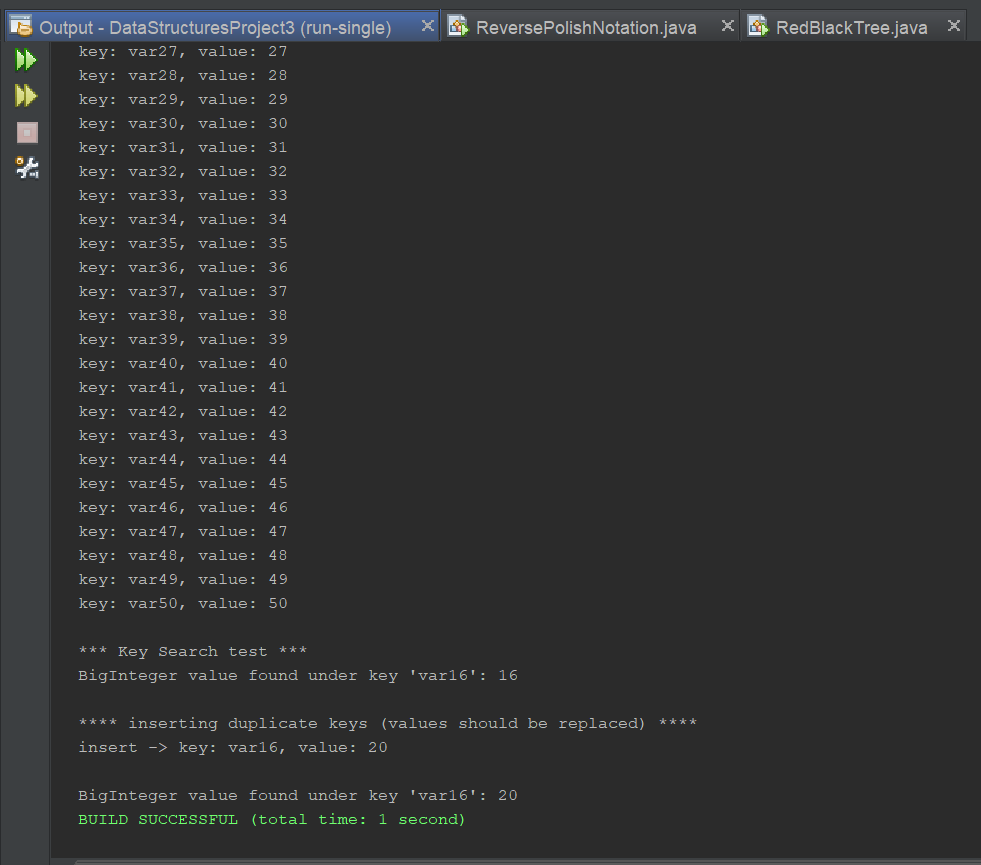 Output - DataStructuresProject3 (run-single) ReversePolishNotation.java RedBlackTree.java
key: var27, value: 27
key: var28, value: 28
key: var29, value: 29
key: var30, value: 30
key: var31, value: 31
key: var32, value: 32
key: var33, value: 33
key: var34, value: 34
key: var35, value: 35
key: var36, value: 36
key: var37, value: 37
key: var38, value: 38
key: var39, value: 39
key: var40, value: 40
key: var41, value: 41
key: var42, value: 42
key: var43, value: 43
key: var44, value: 44
key: var45, value: 45
key: var46, value: 46
key: var47, value: 47
key: var48, value: 48
key: var49, value: 49
key: var50, value: 50
*** Key Search test ***
BigInteger value found under key 'var16': 16
**** inserting duplicate keys (values should be replaced) ****
insert -> key: var16, value: 20
BigInteger value found under key 'var16': 20
BUILD SUCCESSFUL (total time: 1 second)